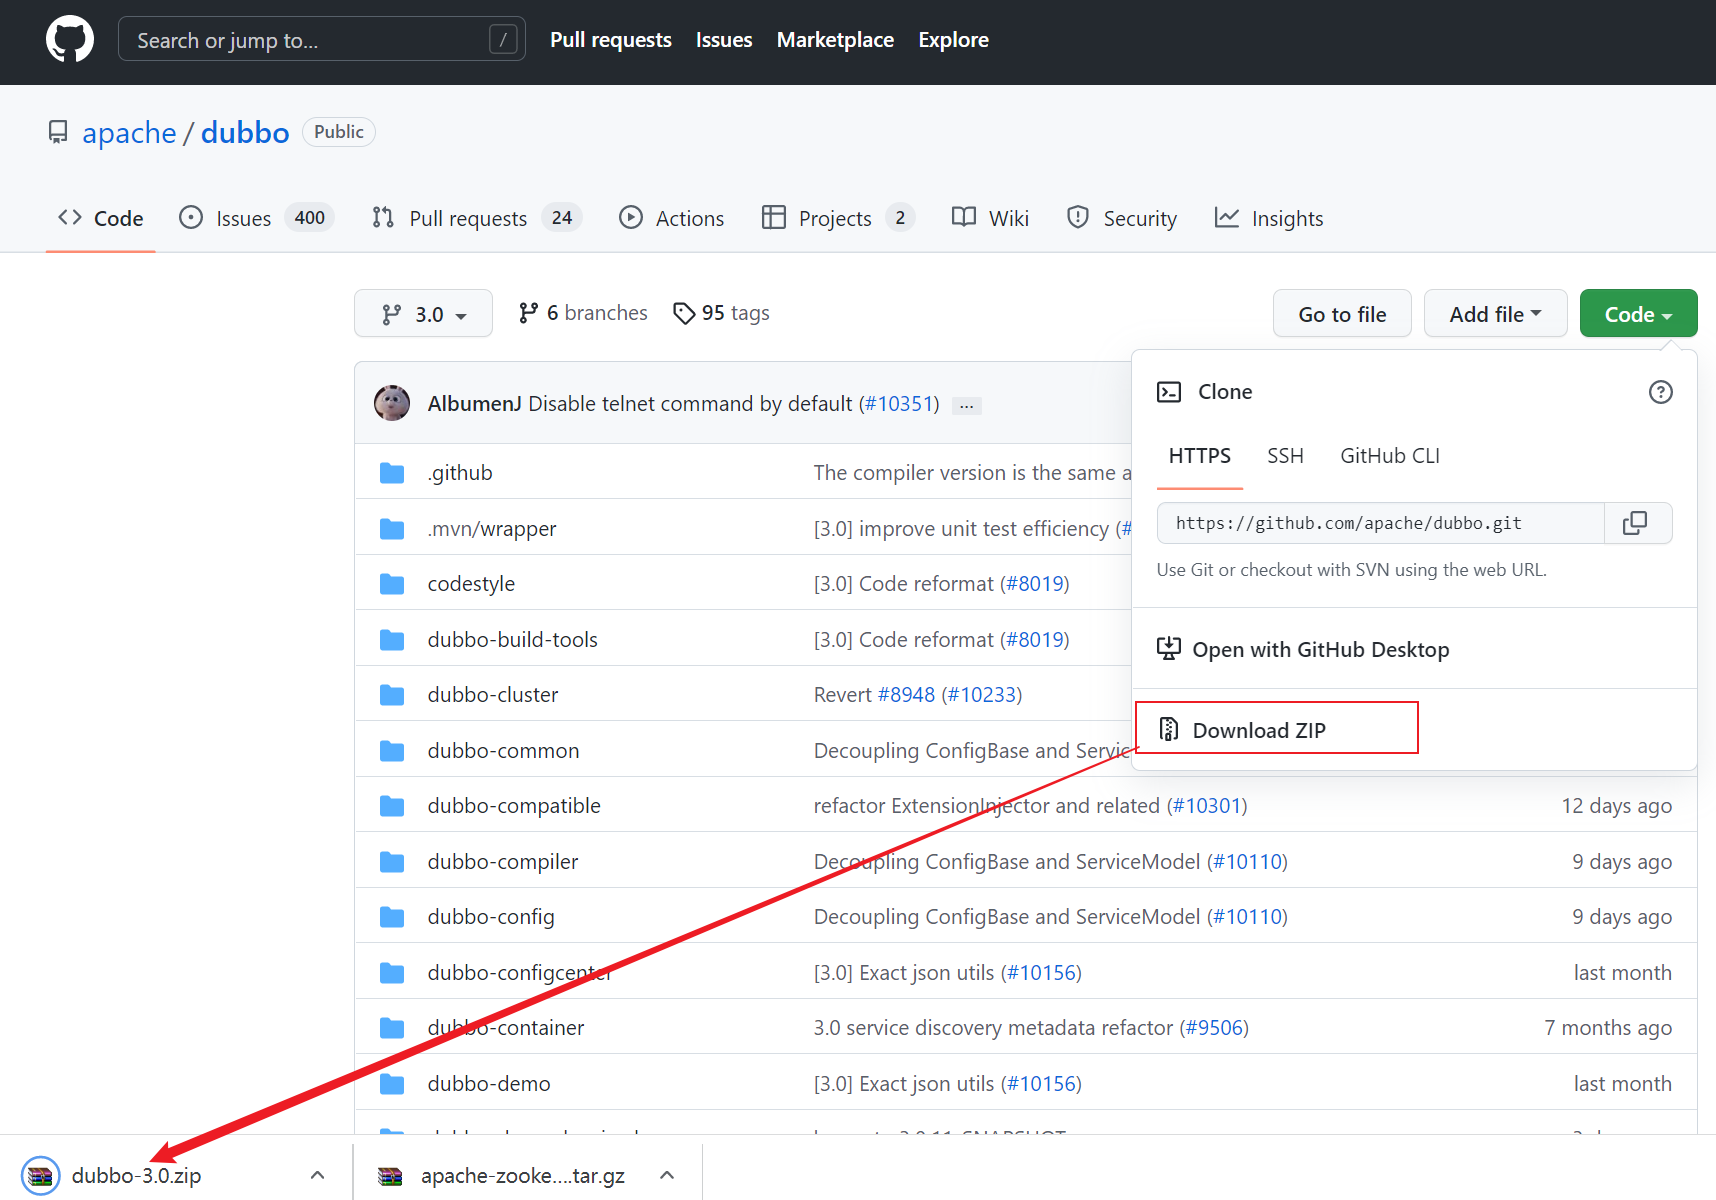 Search or jump to... /
Pull requests Issues Marketplace Explore
apache / dubbo Public
Code Issues 400 Pull requests 24 Actions Projects 2 Wiki Security Insights
3.0 6 branches 95 tags Go to file Add file Code
AlbumenJ Disable telnet command by default (#10351) ...
.github The compiler version is the same a
.mvn/wrapper [3.0] improve unit test efficiency (#
codestyle [3.0] Code reformat (#8019)
dubbo-build-tools [3.0] Code reformat (#8019)
dubbo-cluster Revert #8948 (#10233)
dubbo-common Decoupling ConfigBase and Servic
dubbo-compatible refactor ExtensionInjector and related (#10301) 12 days ago
dubbo-compiler Decoupling ConfigBase and ServiceModel (#10110) 9 days ago
dubbo-config Decoupling ConfigBase and ServiceModel (#10110) 9 days ago
dubbo-configcenter [3.0] Exact json utils (#10156) last month
dubbo-container 3.0 service discovery metadata refactor (#9506) 7 months ago
dubbo-demo [3.0] Exact json utils (#10156) last month
Clone
HTTPS SSH GitHub CLI
https://github.com/apache/dubbo.git
Use Git or checkout with SVN using the web URL.
Open with GitHub Desktop
Download ZIP
dubbo-3.0.zip apache-zooke....tar.gz